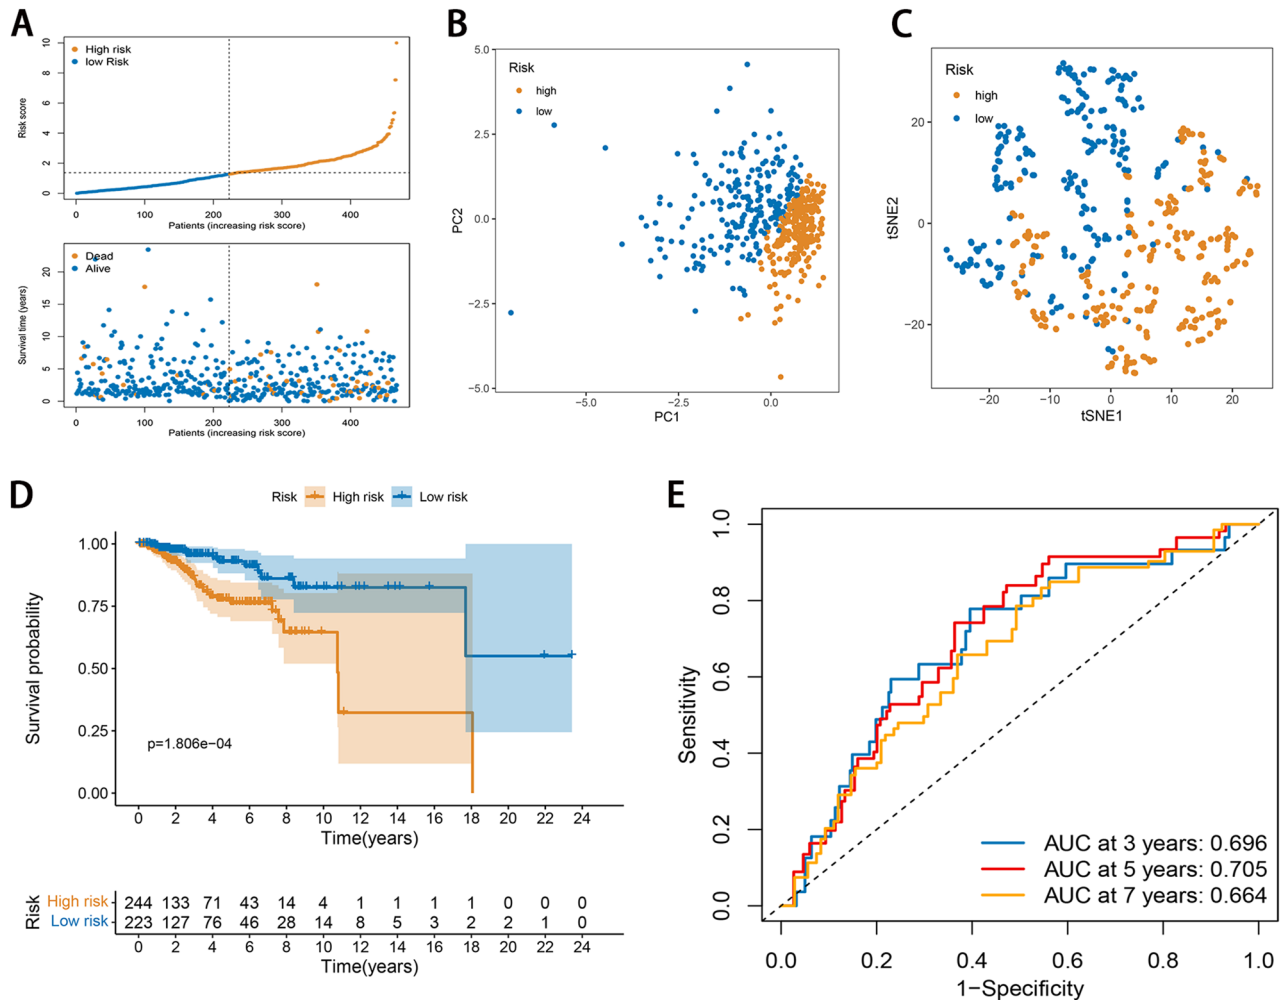 A
High risk
low Risk
Risk score
10
8
6
4
2
0
0 100 200 300 400
Patients (increasing risk score)
Dead
Alive
Survival time (years)
20
15
10
5
0
0 100 200 300 400
Patients (increasing risk score)
B
Risk
high
low
PC2
5.0
2.5
0.0
−2.5
−5.0
−5.0 −2.5 0.0
PC1
C
Risk
high
low
tSNE2
20
0
−20
−20 −10 0 10 20
tSNE1
D
Risk High risk Low risk
Survival probability
1.00
0.75
0.50
0.25
0.00
p=1.806e−04
0 2 4 6 8 10 12 14 16 18 20 22 24
Time(years)
Risk
High risk 244 133 71 43 14 4 1 1 1 1 0 0 0
Low risk 223 127 76 46 28 14 8 5 3 2 2 1 0
0 2 4 6 8 10 12 14 16 18 20 22 24
Time(years)
E
Sensitivity
1.0
0.8
0.6
0.4
0.2
0.0
AUC at 3 years: 0.696
AUC at 5 years: 0.705
AUC at 7 years: 0.664
0.0 0.2 0.4 0.6 0.8 1.0
1−Specificity